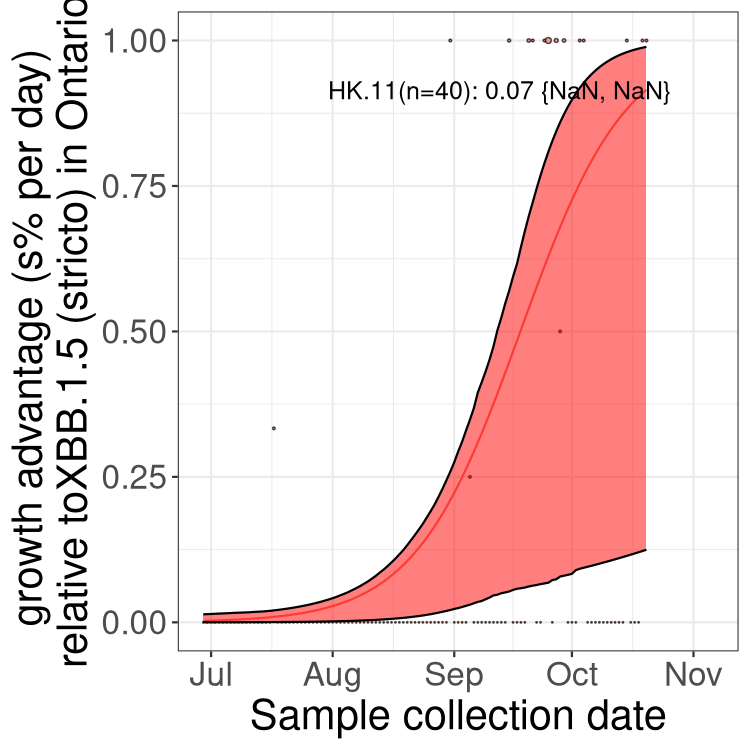 growth advantage (s% per day)
relative toXBB.1.5 (stricto) in Ontario
1.00
0.75
0.50
0.25
0.00
HK.11(n=40): 0.07 {NaN, NaN}
Jul Aug Sep Oct Nov
Sample collection date